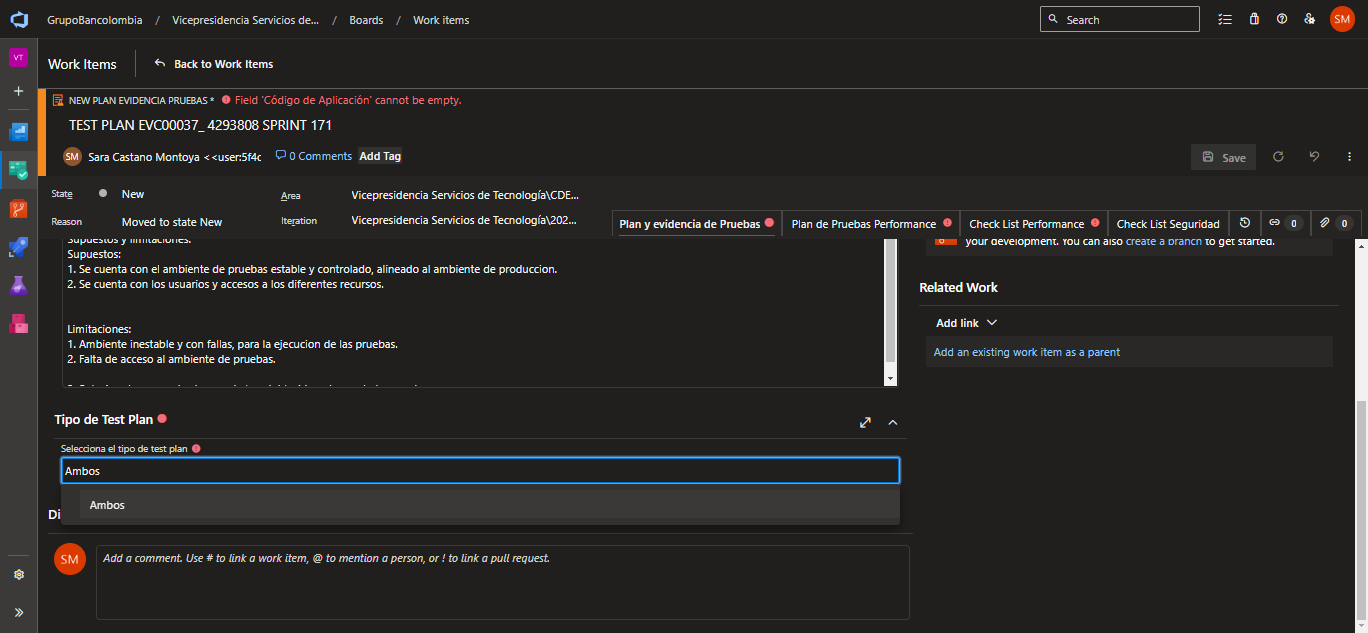 GrupoBancolombia / Vicepresidencia Servicios de... / Boards / Work items
Search
SM
VT
Work Items
Back to Work Items
NEW PLAN EVIDENCIA PRUEBAS * Field 'Código de Aplicación' cannot be empty.
TEST PLAN EVC00037_ 4293808 SPRINT 171
SM Sara Castano Montoya < <user:5f4c
0 Comments
Add Tag
Save
State New
Area Vicepresidencia Servicios de Tecnología\CDE...
Reason Moved to state New
Iteration Vicepresidencia Servicios de Tecnología\202...
Plan y evidencia de Pruebas
Plan de Pruebas Performance
Check List Performance
Check List Seguridad
0
0
Supuestos y limitaciones:
Supuestos:
1. Se cuenta con el ambiente de pruebas estable y controlado, alineado al ambiente de produccion.
2. Se cuenta con los usuarios y accesos a los diferentes recursos.
Limitaciones:
1. Ambiente inestable y con fallas, para la ejecucion de las pruebas.
2. Falta de acceso al ambiente de pruebas.
your development. You can also create a branch to get started.
Related Work
Add link
Add an existing work item as a parent
Tipo de Test Plan
Selecciona el tipo de test plan
Ambos
Ambos
Di
SM
Add a comment. Use # to link a work item, @ to mention a person, or ! to link a pull request.